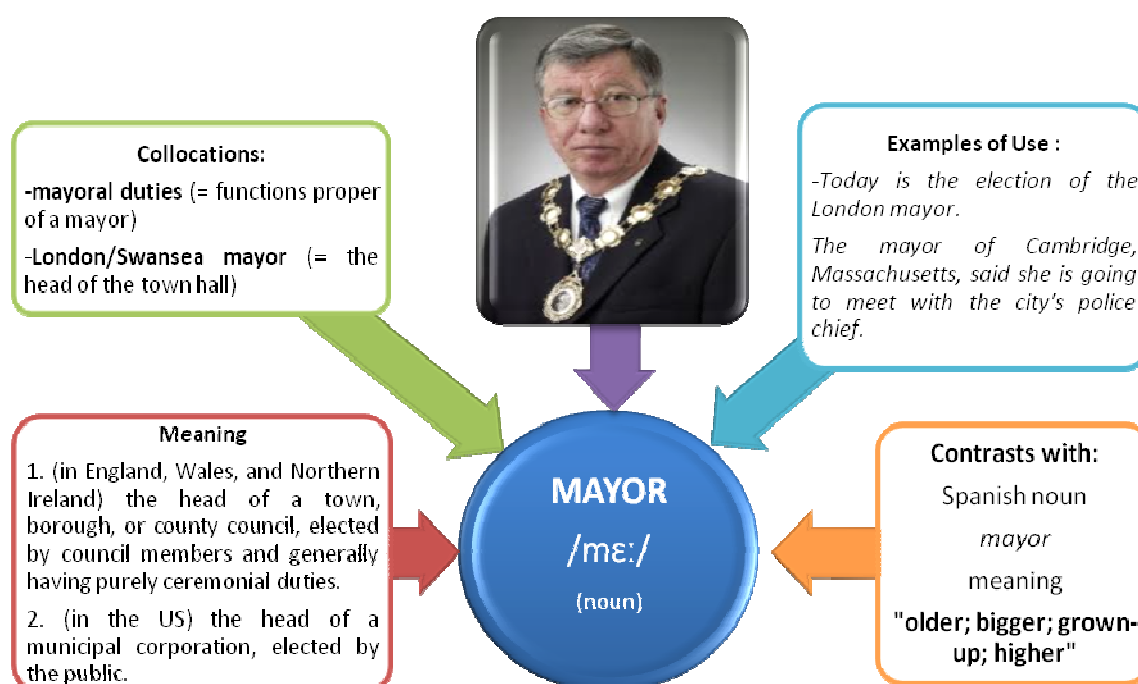 Collocations:
-mayoral duties (= functions proper
of a mayor)
-London/Swansea mayor (= the
head of the town hall)
Examples of Use :
-Today is the election of the
London mayor.
The mayor of Cambridge,
Massachusetts, said she is going
to meet with the city's police
chief.
Meaning
1. (in England, Wales, and Northern
Ireland) the head of a town,
borough, or county council, elected
by council members and generally
having purely ceremonial duties.
2. (in the US) the head of a
municipal corporation, elected by
the public.
MAYOR
/mɛː/
(noun)
Contrasts with:
Spanish noun
mayor
meaning
"older; bigger; grown-
up; higher"